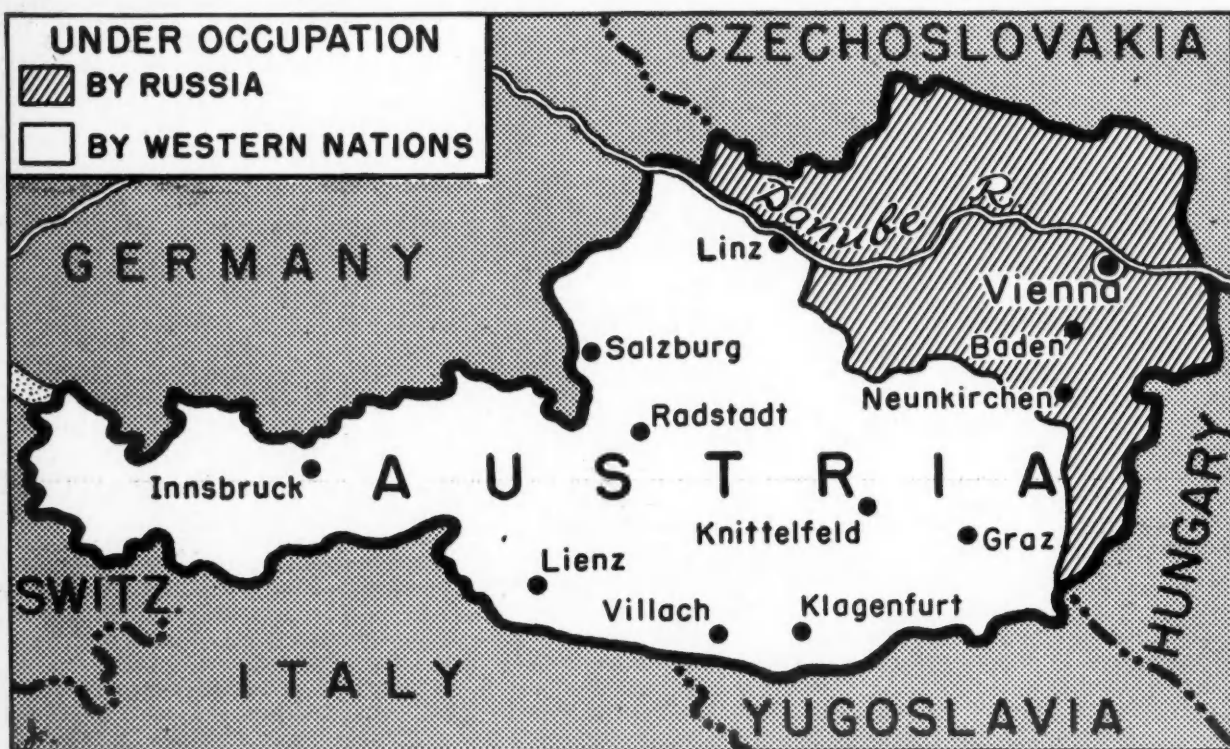 UNDER OCCUPATION
BY RUSSIA
BY WESTERN NATIONS
CZECHOSLOVAKIA
GERMANY
Danube R.
Linz
Vienna
Salzburg
Baden
Neunkirchen
Radstadt
Innsbruck
AUSTRIA
Knittelfeld
Graz
Lienz
Villach
Klagenfurt
SWITZ.
ITALY
YUGOSLAVIA
HUNGARY